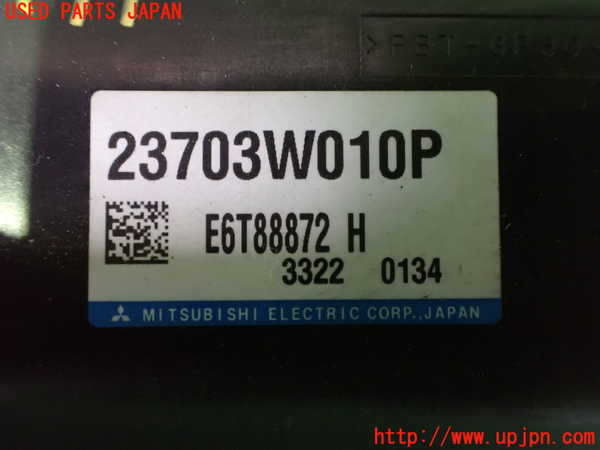 USED PARTS JAPAN
23703W010P
E6T88872 H
3322 0134
MITSUBISHI ELECTRIC CORP., JAPAN
http://www.upjpn.com/